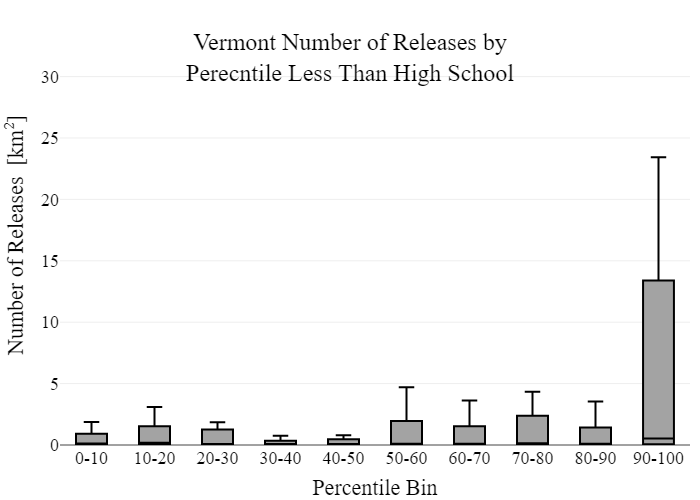 Vermont Number of Releases by
Perecntile Less Than High School
Number of Releases [km²]
30
25
20
15
10
5
0
0-10 10-20 20-30 30-40 40-50 50-60 60-70 70-80 80-90 90-100
Percentile Bin